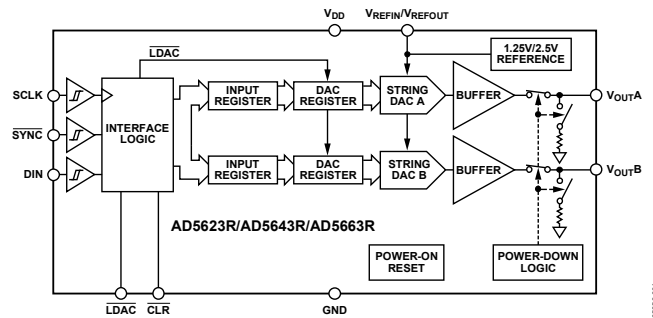 VDD
VREFIN/VREFOUT
LDAC
1.25V/2.5V
REFERENCE
SCLK
SYNC
DIN
INTERFACE
LOGIC
INPUT
REGISTER
DAC
REGISTER
STRING
DAC A
BUFFER
VOUTA
INPUT
REGISTER
DAC
REGISTER
STRING
DAC B
BUFFER
VOUTB
AD5623R/AD5643R/AD5663R
POWER-ON
RESET
POWER-DOWN
LOGIC
LDAC
CLR
GND